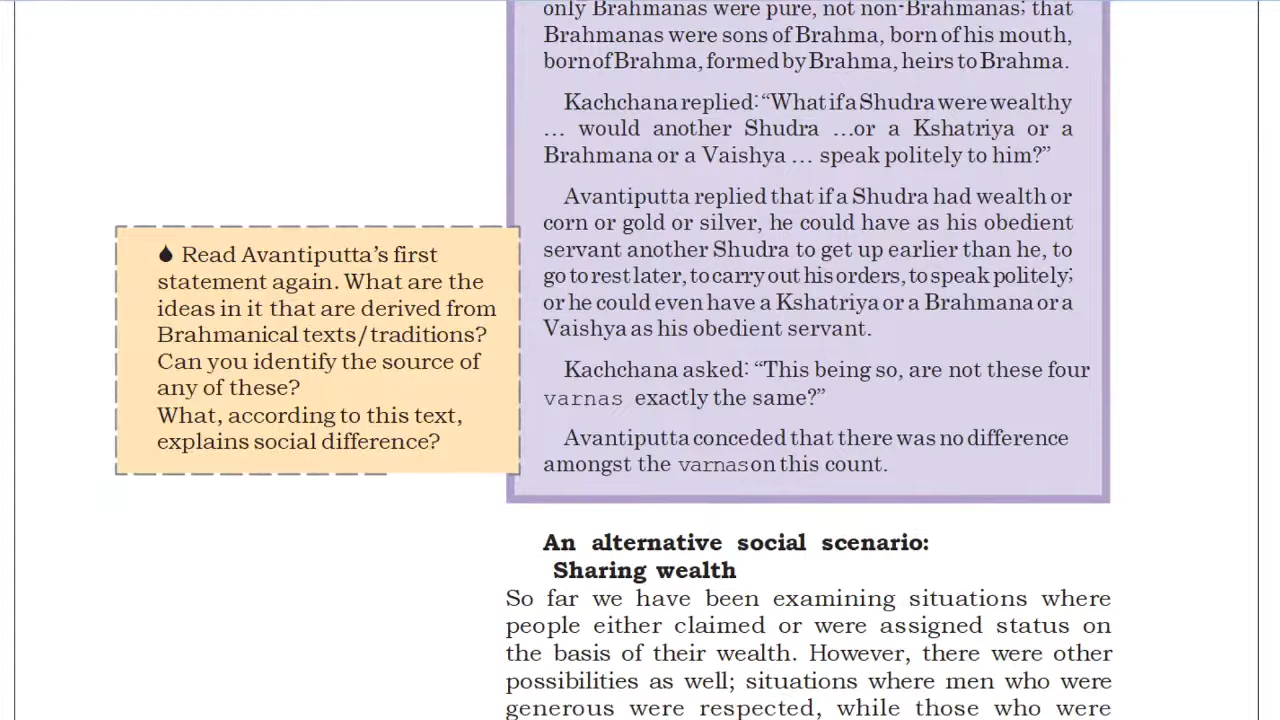 only Brahmanas were pure, not non-Brahmanas; that
Brahmanas were sons of Brahma, born of his mouth,
born of Brahma, formed by Brahma, heirs to Brahma.
Kachchana replied: “What if a Shudra were wealthy
… would another Shudra …or a Kshatriya or a
Brahmana or a Vaishya … speak politely to him?”
Avantiputta replied that if a Shudra had wealth or
corn or gold or silver, he could have as his obedient
servant another Shudra to get up earlier than he, to
go to rest later, to carry out his orders, to speak politely;
or he could even have a Kshatriya or a Brahmana or a
Vaishya as his obedient servant.
Kachchana asked: “This being so, are not these four
varnas exactly the same?”
Avantiputta conceded that there was no difference
amongst the varnas on this count.
Read Avantiputta’s first
statement again. What are the
ideas in it that are derived from
Brahmanical texts/traditions?
Can you identify the source of
any of these?
What, according to this text,
explains social difference?
An alternative social scenario:
Sharing wealth
So far we have been examining situations where
people either claimed or were assigned status on
the basis of their wealth. However, there were other
possibilities as well; situations where men who were
generous were respected, while those who were